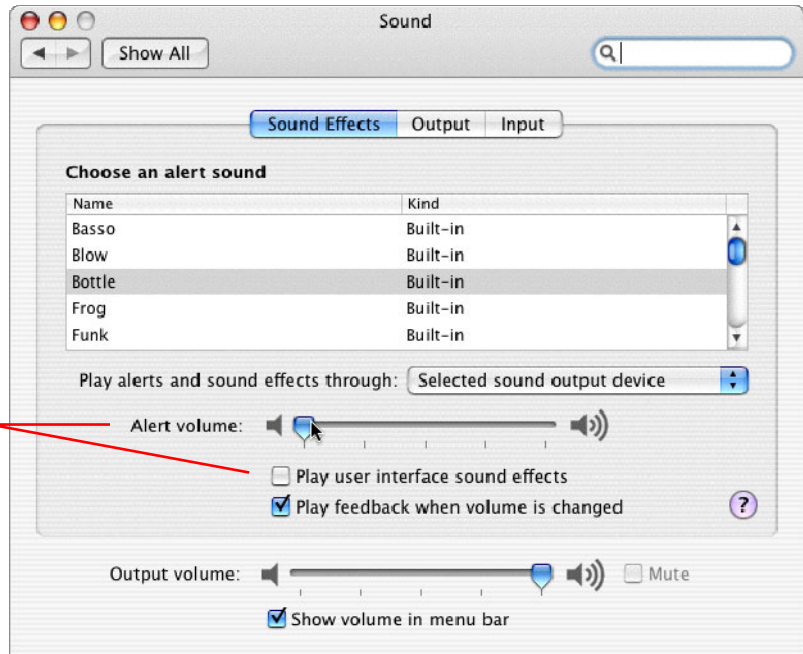 Sound
Show All
Sound Effects Output Input
Choose an alert sound
Name Kind
Basso Built-in
Blow Built-in
Bottle Built-in
Frog Built-in
Funk Built-in
Play alerts and sound effects through: Selected sound output device
Alert volume:
Play user interface sound effects
Play feedback when volume is changed ?
Output volume: Mute
Show volume in menu bar